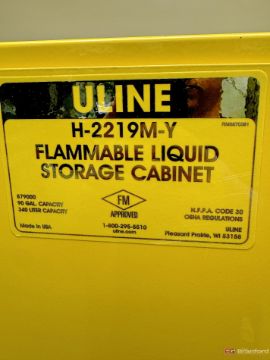 ULINE
H-2219M-Y
FLAMMABLE LIQUID
STORAGE CABINET
879000
90 GAL. CAPACITY
340 LITER CAPACITY
Made in USA
FM
APPROVED
1-800-295-5510
uline.com
N.F.P.A. CODE 30
OSHA REGULATIONS
ULINE
Pleasant Prairie, WI 53158